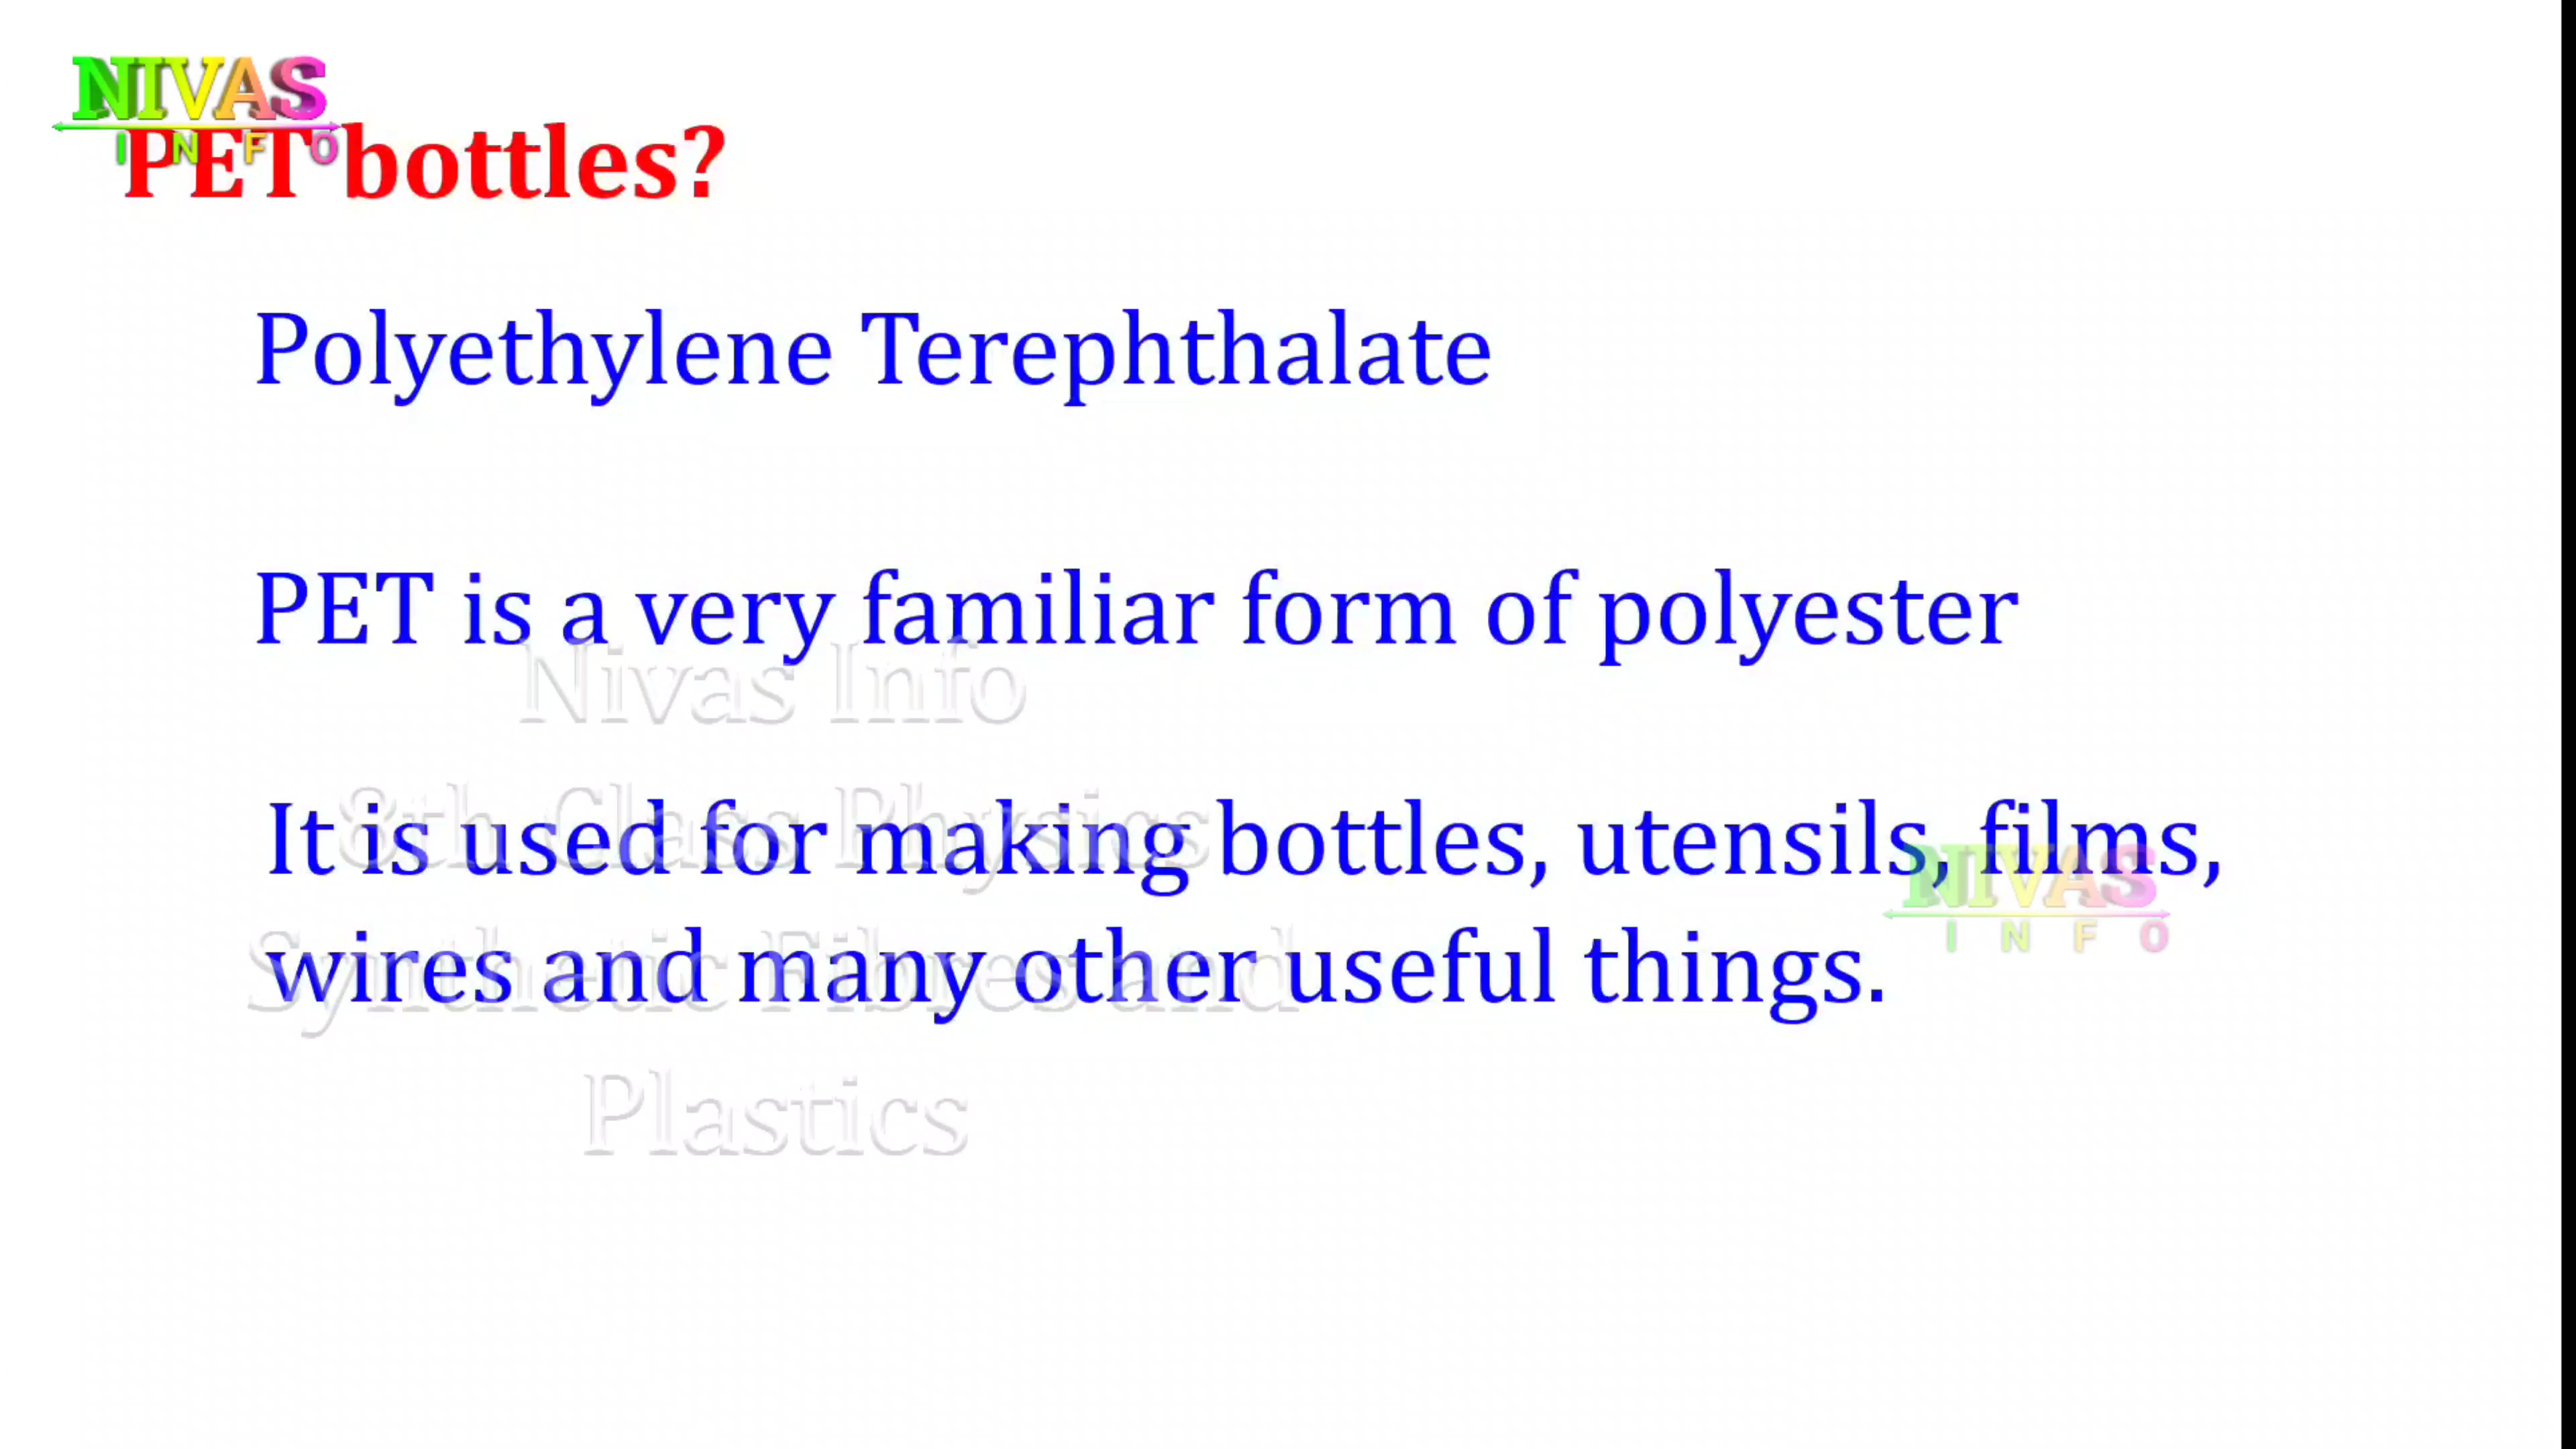 NIVAS
INFO
PET bottles?
Polyethylene Terephthalate
PET is a very familiar form of polyester
Nivas Info
8th Class Physics
It is used for making bottles, utensils, films,
NIVAS
INFO
wires and many other useful things.
Synthetic Fibres and
Plastics